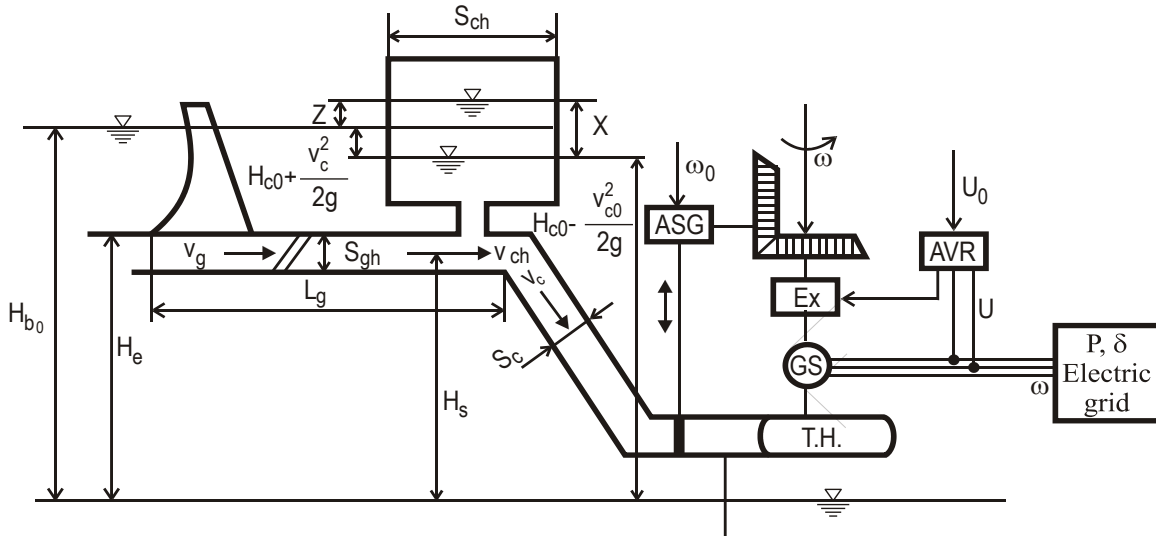 S_ch
Z
X
H_c0 + v_c^2/2g
H_c0 - v_c0^2/2g
ω_0
ω
U_0
ASG
AVR
v_g
S_gh
v_ch
v_c
L_g
S_c
Ex
U
H_b0
H_e
H_s
GS
ω
P, δ
Electric
grid
T.H.